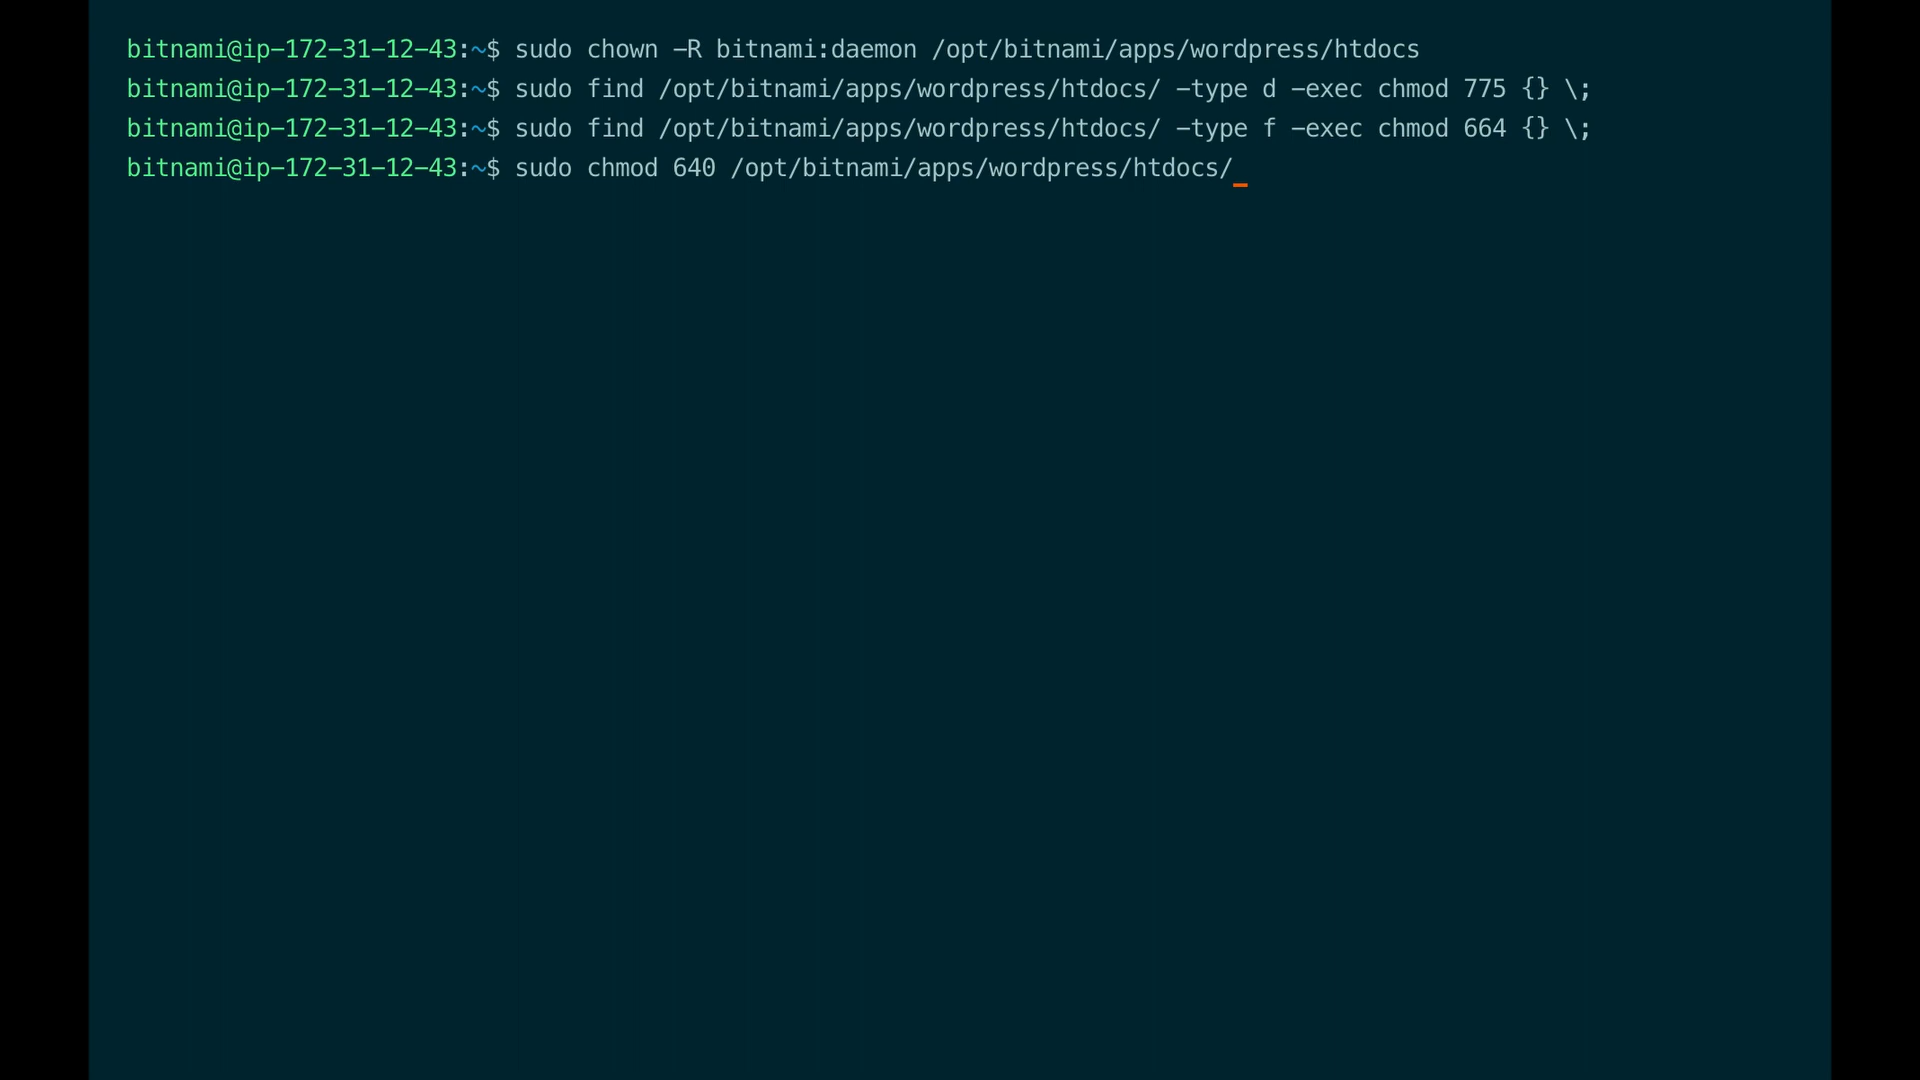 bitnami@ip-172-31-12-43:~$ sudo chown -R bitnami:daemon /opt/bitnami/apps/wordpress/htdocs
bitnami@ip-172-31-12-43:~$ sudo find /opt/bitnami/apps/wordpress/htdocs/ -type d -exec chmod 775 {} \;
bitnami@ip-172-31-12-43:~$ sudo find /opt/bitnami/apps/wordpress/htdocs/ -type f -exec chmod 664 {} \;
bitnami@ip-172-31-12-43:~$ sudo chmod 640 /opt/bitnami/apps/wordpress/htdocs/